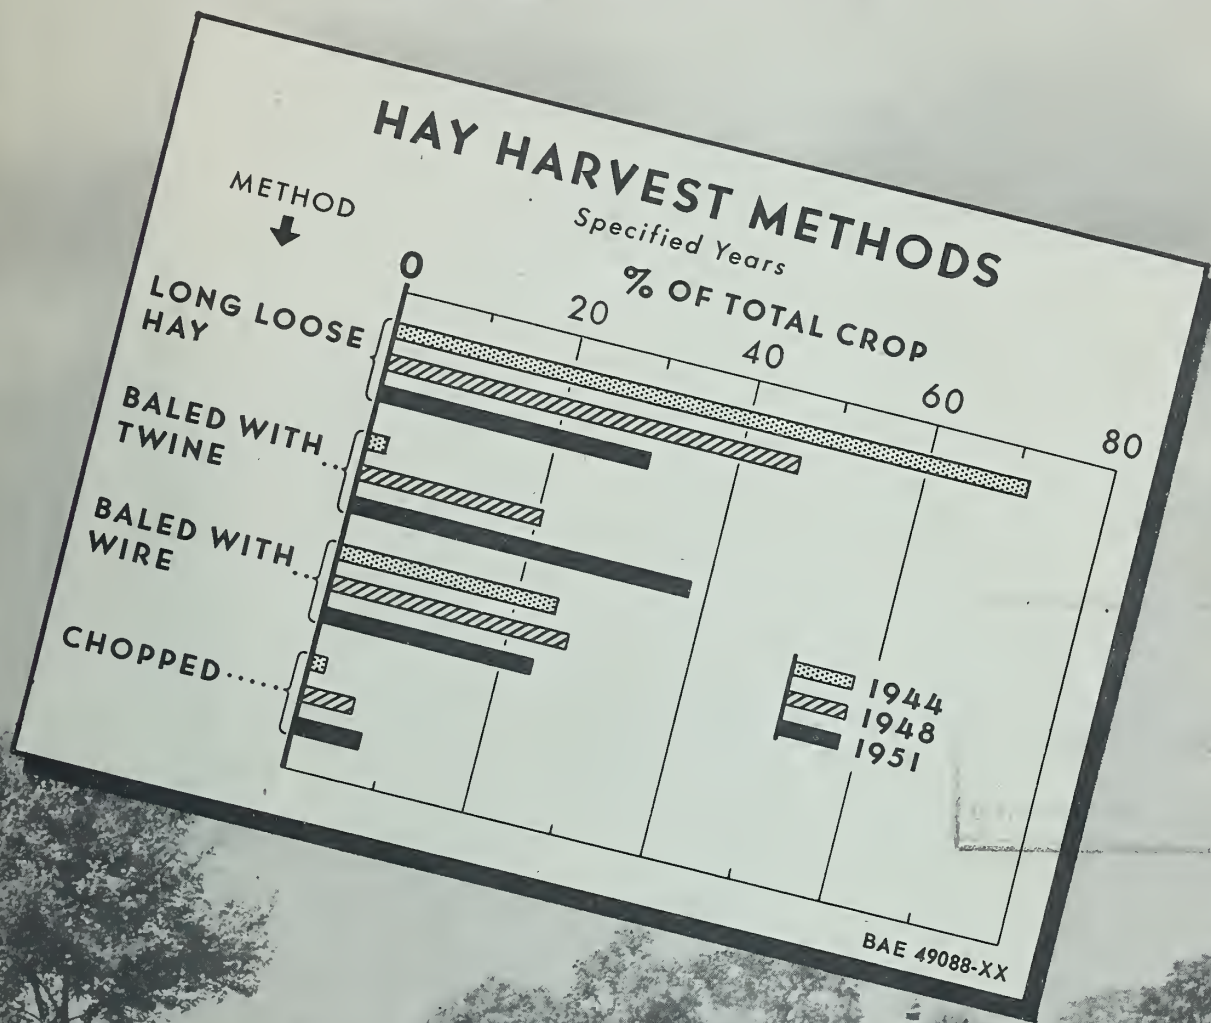 HAY HARVEST METHODS
Specified Years
METHOD
% OF TOTAL CROP
0 20 40 60 80
LONG LOOSE
HAY
BALED WITH
TWINE
BALED WITH
WIRE
CHOPPED
1944
1948
1951
BAE 49088-XX